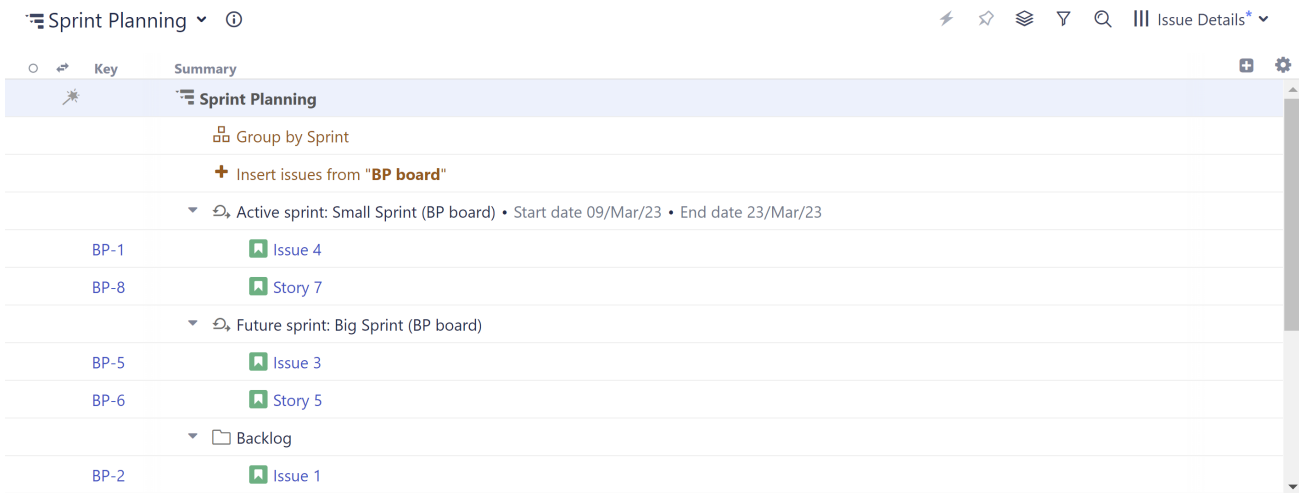 Sprint Planning Issue Details*
Key Summary
Sprint Planning
Group by Sprint
Insert issues from "BP board"
Active sprint: Small Sprint (BP board) • Start date 09/Mar/23 • End date 23/Mar/23
BP-1 Issue 4
BP-8 Story 7
Future sprint: Big Sprint (BP board)
BP-5 Issue 3
BP-6 Story 5
Backlog
BP-2 Issue 1